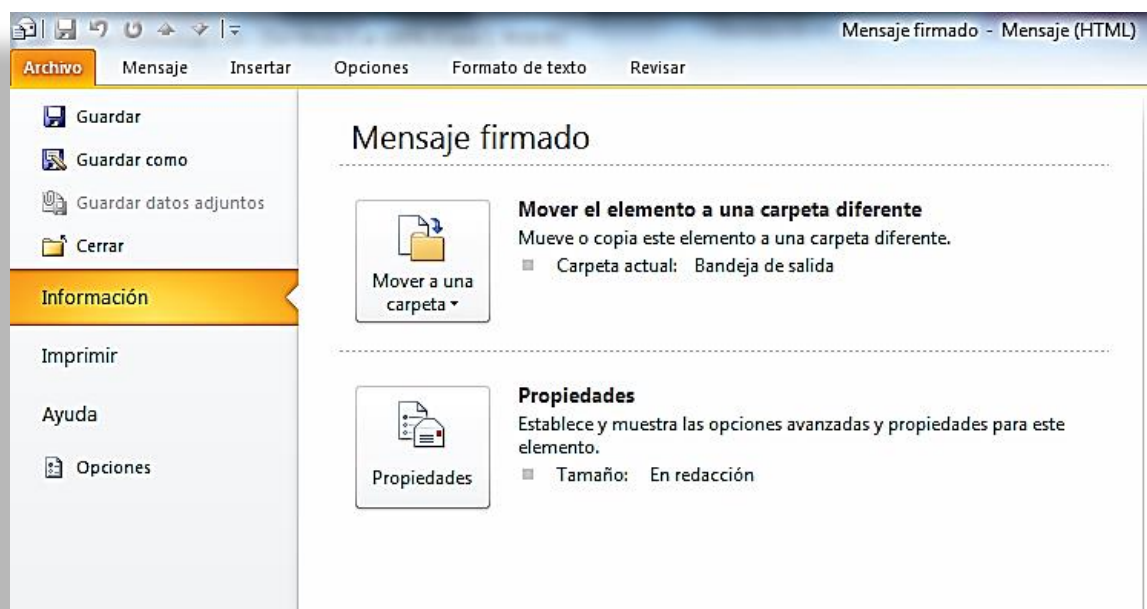 Mensaje firmado - Mensaje (HTML)
Archivo Mensaje Insertar Opciones Formato de texto Revisar
Guardar
Guardar como
Guardar datos adjuntos
Cerrar
Información
Imprimir
Ayuda
Opciones
Mensaje firmado
Mover a una
carpeta
Mover el elemento a una carpeta diferente
Mueve o copia este elemento a una carpeta diferente.
Carpeta actual: Bandeja de salida
Propiedades
Propiedades
Establece y muestra las opciones avanzadas y propiedades para este
elemento.
Tamaño: En redacción